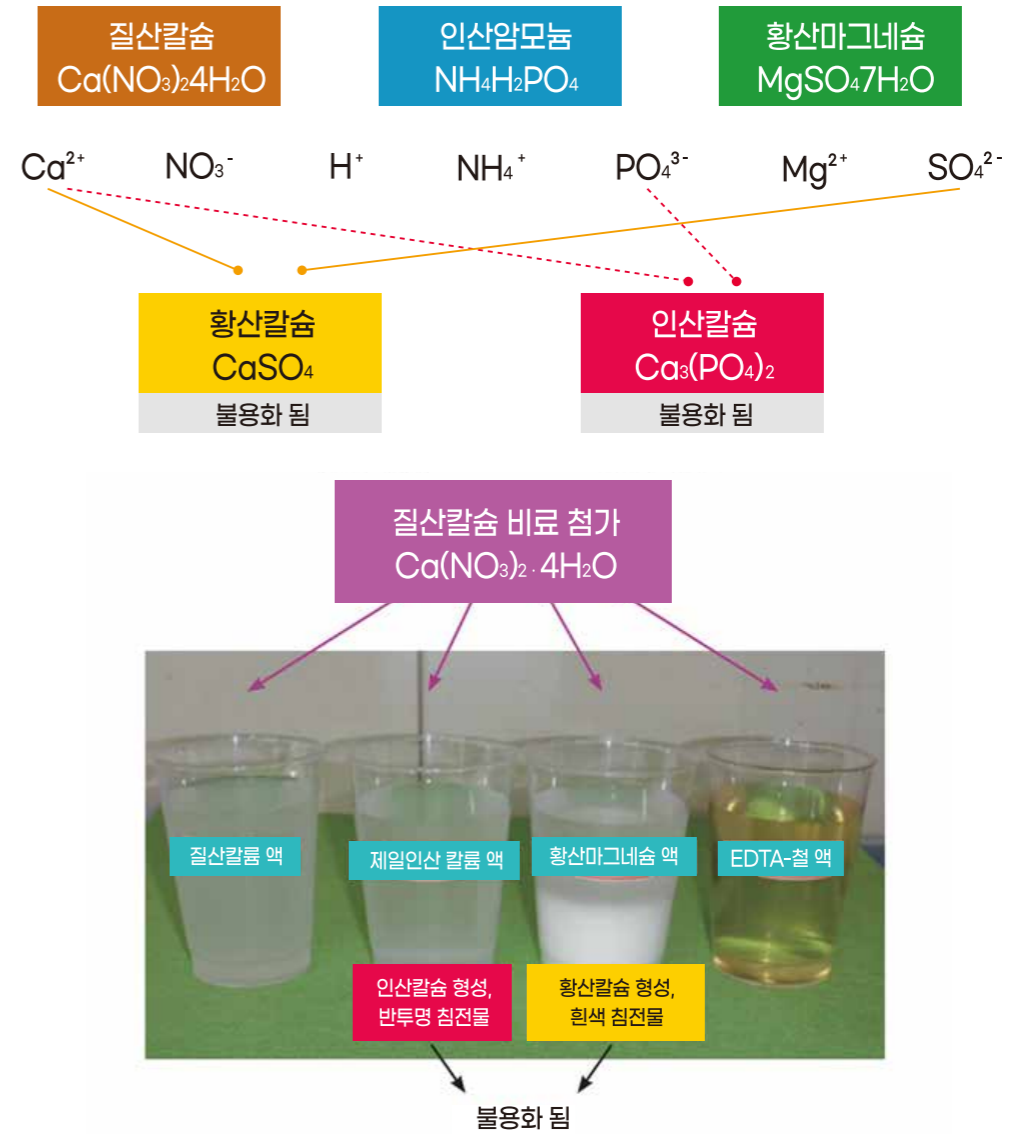 질산칼슘
Ca(NO₃)₂4H₂O
인산암모늄
NH₄H₂PO₄
황산마그네슘
MgSO₄7H₂O
Ca²⁺ NO₃⁻ H⁺ NH₄⁺ PO₄³⁻ Mg²⁺ SO₄²⁻
황산칼슘
CaSO₄
불용화 됨
인산칼슘
Ca₃(PO₄)₂
불용화 됨
질산칼슘 비료 첨가
Ca(NO₃)₂ · 4H₂O
질산칼륨 액
제일인산 칼륨 액
황산마그네슘 액
EDTA-철 액
인산칼슘 형성,
반투명 침전물
황산칼슘 형성,
흰색 침전물
불용화 됨